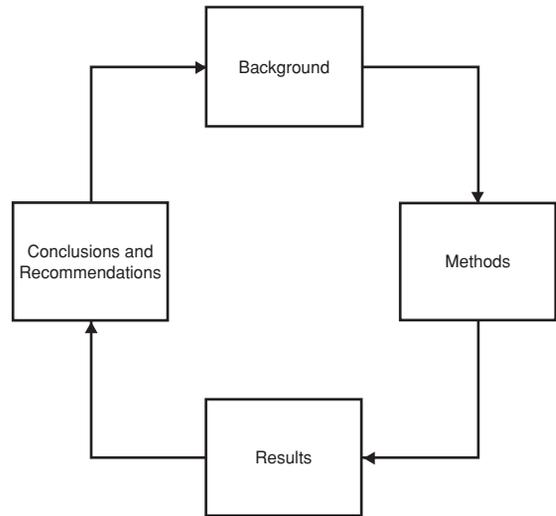 Background
Methods
Results
Conclusions and
Recommendations